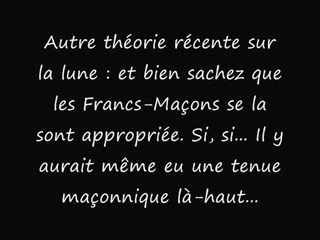 Autre théorie récente sur
la lune : et bien sachez que
les Francs-Maçons se la
sont appropriée. Si, si... Il y
aurait même eu une tenue
maçonnique là-haut...